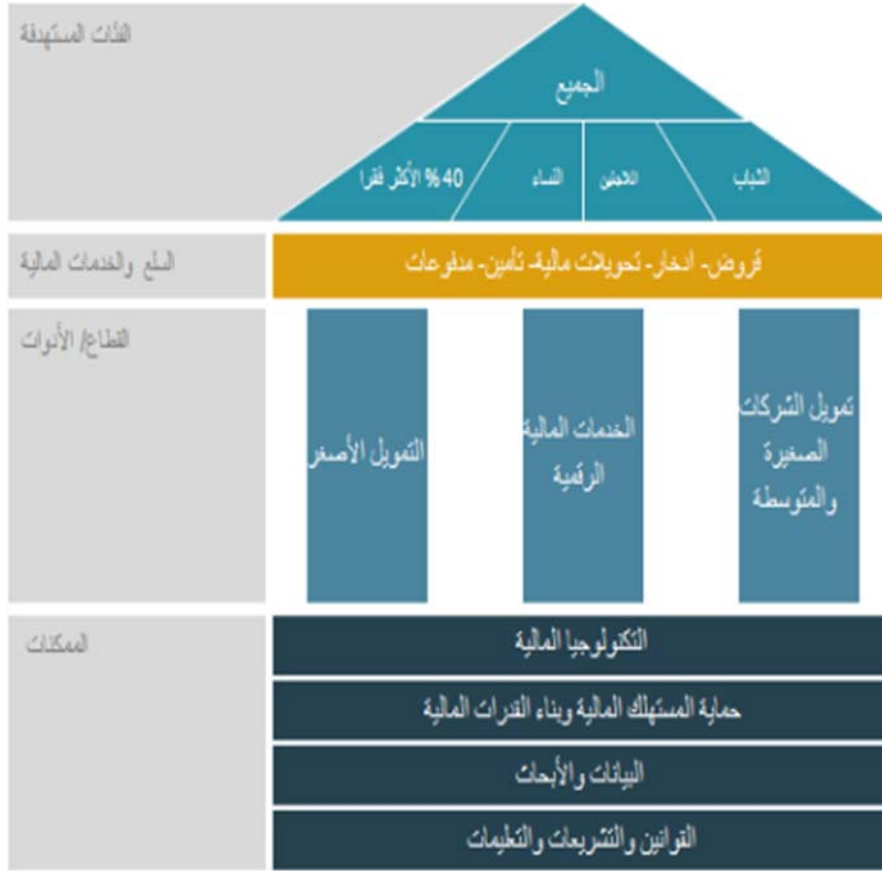 الفئات المستهدفة
الجميع
الشباب
اللاجئين
النساء
40% الأكثر فقرا
السلع والخدمات المالية
قروض- ادخار- تحويلات مالية- تأمين- مدفوعات
القطاع/ الأدوات
تمويل الشركات
الصغيرة
والمتوسطة
الخدمات المالية
الرقمية
التمويل الأصغر
الممكنات
التكنولوجيا المالية
حماية المستهلك المالية وبناء القدرات المالية
البيانات والأبحاث
القوانين والتشريعات والتعليمات